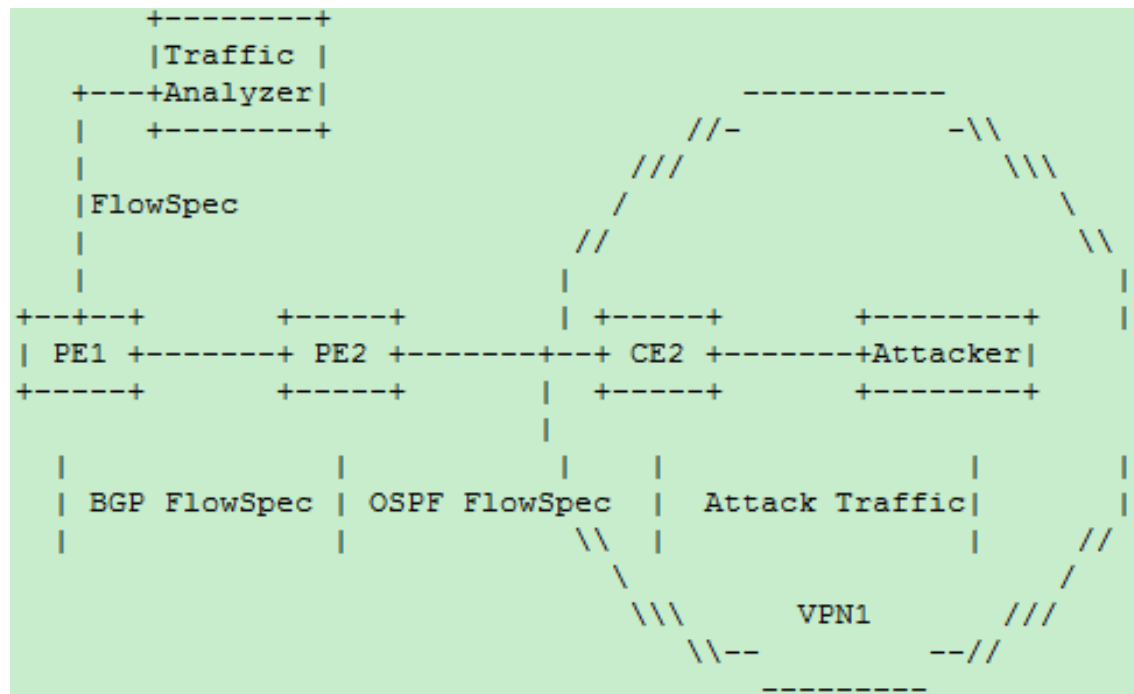 Traffic
Analyzer
FlowSpec
PE1 PE2 CE2 Attacker
BGP FlowSpec OSPF FlowSpec Attack Traffic
VPN1